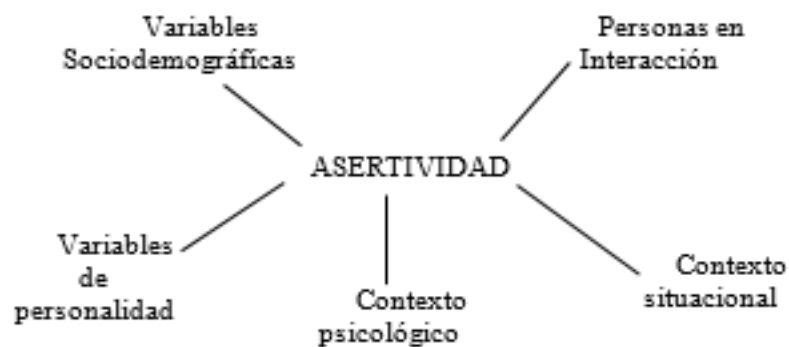 Variables
Sociodemográficas
Personas en
Interacción
ASERTIVIDAD
Variables
de
personalidad
Contexto
psicológico
Contexto
situacional